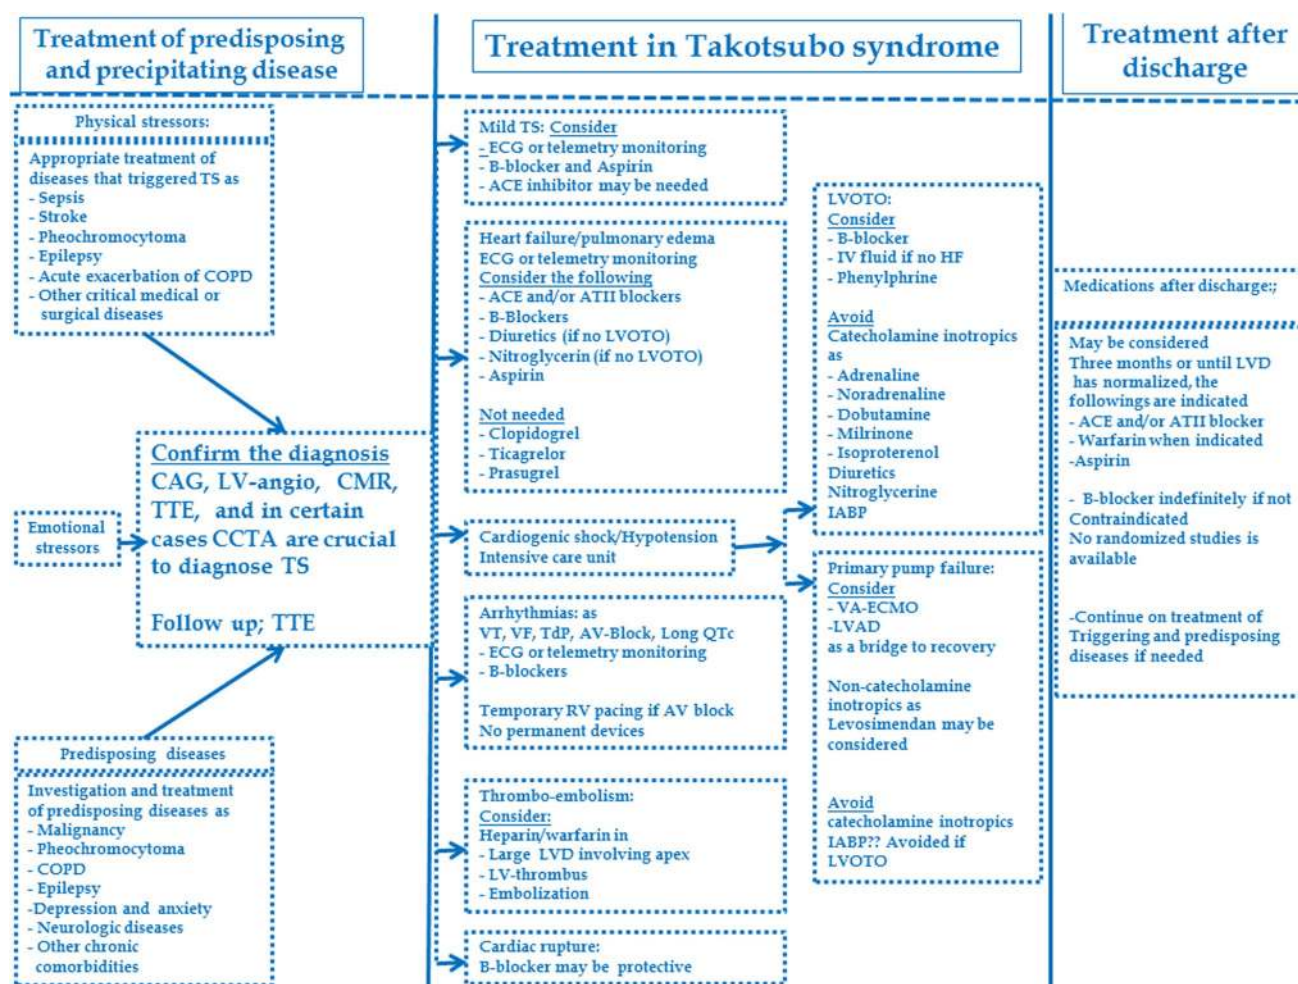 Treatment of predisposing
and precipitating disease
Physical stressors:
Appropriate treatment of
diseases that triggered TS as
- Sepsis
- Stroke
- Pheochromocytoma
- Epilepsy
- Acute exacerbation of COPD
- Other critical medical or
surgical diseases
Emotional
stressors
Confirm the diagnosis
CAG, LV-angio, CMR,
TTE, and in certain
cases CCTA are crucial
to diagnose TS
Follow up; TTE
Predisposing diseases
Investigation and treatment
of predisposing diseases as
- Malignancy
- Pheochromocytoma
- COPD
- Epilepsy
-Depression and anxiety
- Neurologic diseases
- Other chronic
comorbidities
Treatment in Takotsubo syndrome
Mild TS: Consider
- ECG or telemetry monitoring
- B-blocker and Aspirin
- ACE inhibitor may be needed
Heart failure/pulmonary edema
ECG or telemetry monitoring
Consider the following
- ACE and/or ATII blockers
- B-Blockers
- Diuretics (if no LVOTO)
- Nitroglycerin (if no LVOTO)
- Aspirin
Not needed
- Clopidogrel
- Ticagrelor
- Prasugrel
Cardiogenic shock/Hypotension
Intensive care unit
Arrhythmias: as
VT, VF, TdP, AV-Block, Long QTc
- ECG or telemetry monitoring
- B-blockers
Temporary RV pacing if AV block
No permanent devices
Thrombo-embolism:
Consider:
Heparin/warfarin in
- Large LVD involving apex
- LV-thrombus
- Embolization
Cardiac rupture:
B-blocker may be protective
LVOTO:
Consider
- B-blocker
- IV fluid if no HF
- Phenylphrine
Avoid
Catecholamine inotropics
as
- Adrenaline
- Noradrenaline
- Dobutamine
- Milrinone
- Isoproterenol
Diuretics
Nitroglycerine
IABP
Primary pump failure:
Consider
- VA-ECMO
-LVAD
as a bridge to recovery
Non-catecholamine
inotropics as
Levosimendan may be
considered
Avoid
catecholamine inotropics
IABP?? Avoided if
LVOTO
Treatment after
discharge
Medications after discharge:;
May be considered
Three months or until LVD
has normalized, the
followings are indicated
- ACE and/or ATII blocker
- Warfarin when indicated
-Aspirin
- B-blocker indefinitely if not
Contraindicated
No randomized studies is
available
-Continue on treatment of
Triggering and predisposing
diseases if needed